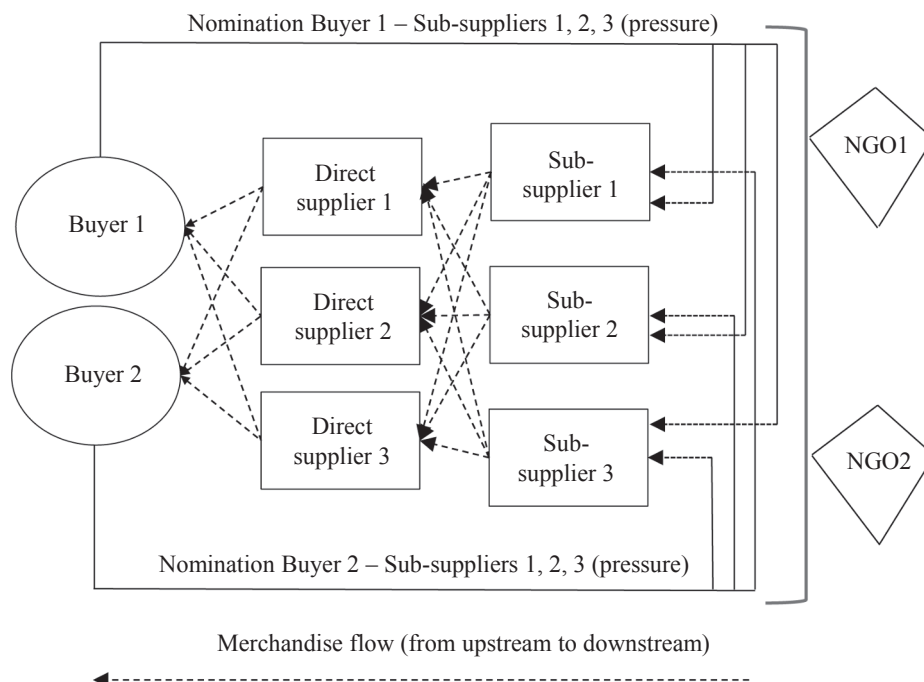 Nomination Buyer 1 – Sub-suppliers 1, 2, 3 (pressure)
Buyer 1
Buyer 2
Direct
supplier 1
Direct
supplier 2
Direct
supplier 3
Sub-
supplier 1
Sub-
supplier 2
Sub-
supplier 3
NGO1
NGO2
Nomination Buyer 2 – Sub-suppliers 1, 2, 3 (pressure)
Merchandise flow (from upstream to downstream)